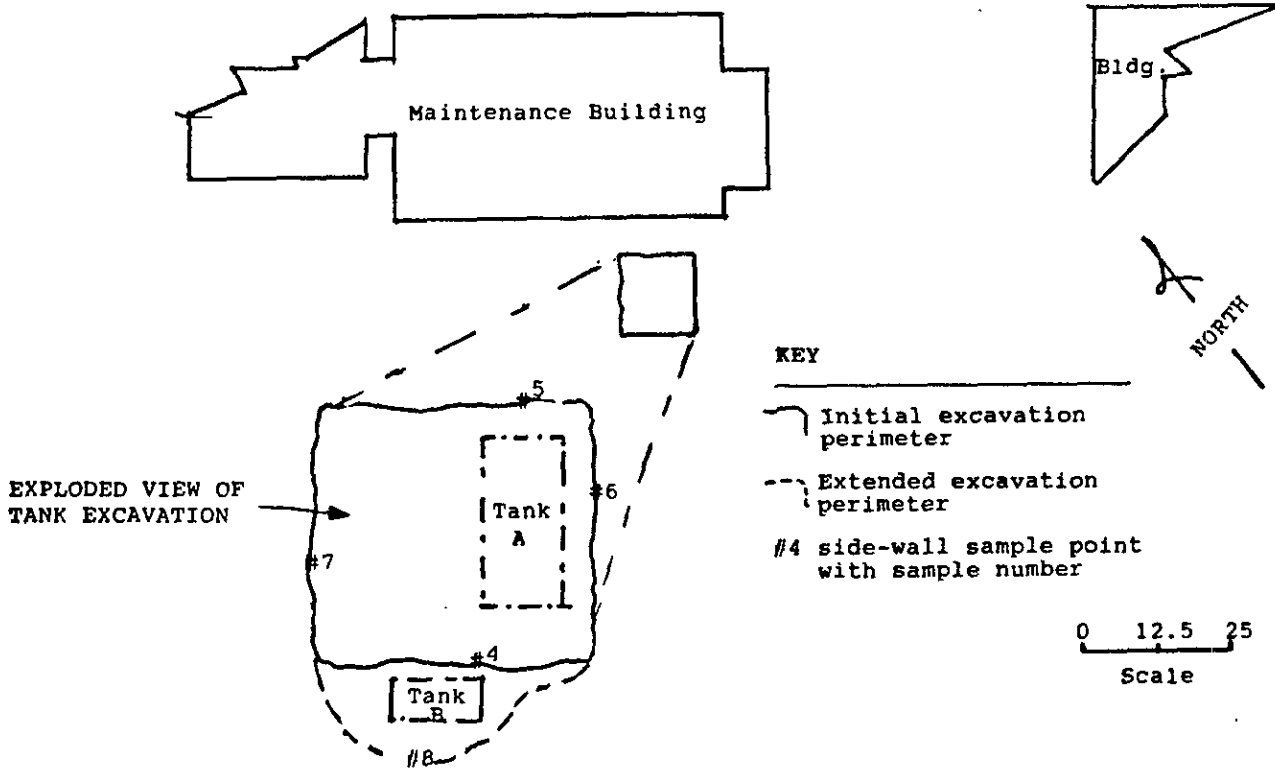 Maintenance Building
Bldg.
NORTH
KEY
Initial excavation
perimeter
Extended excavation
perimeter
#4 side-wall sample point
with sample number
0 12.5 25
Scale
EXPLODED VIEW OF
TANK EXCAVATION
#5
#6
Tank
A
#7
#4
Tank
B
#8